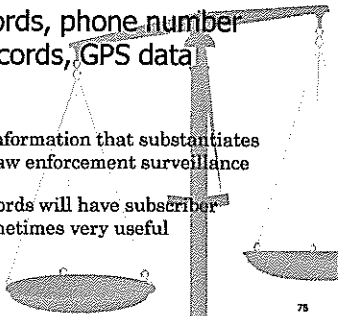 ords, phone number
cords, GPS data
nformation that substantiates
aw enforcement surveillance
ords will have subscriber
netimes very useful
75